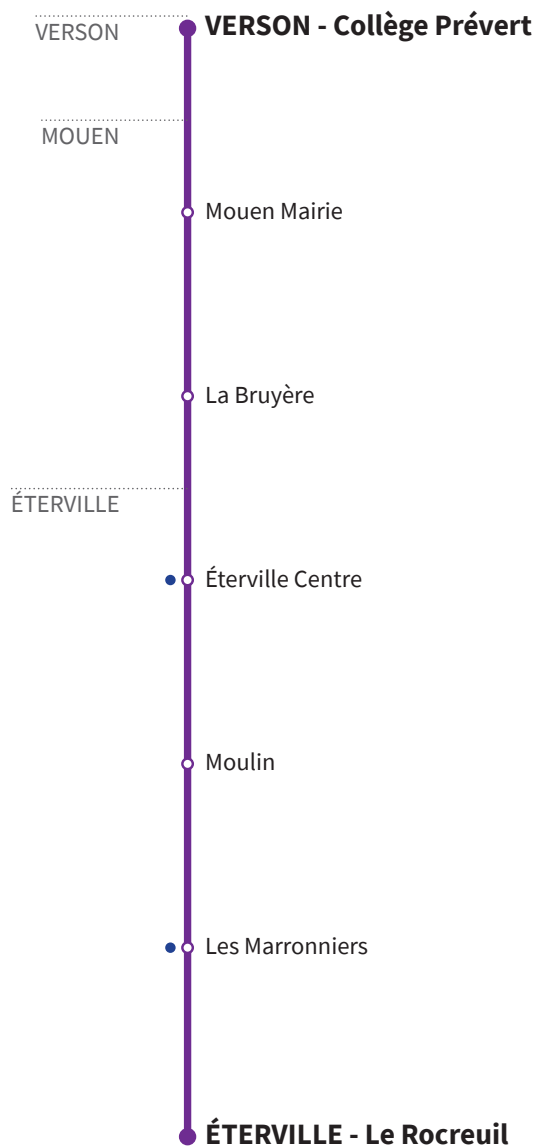 VERSON
VERSON - Collège Prévert
MOUEN
Mouen Mairie
La Bruyère
ÉTERVILLE
Éterville Centre
Moulin
Les Marronniers
ÉTERVILLE - Le Rocreuil